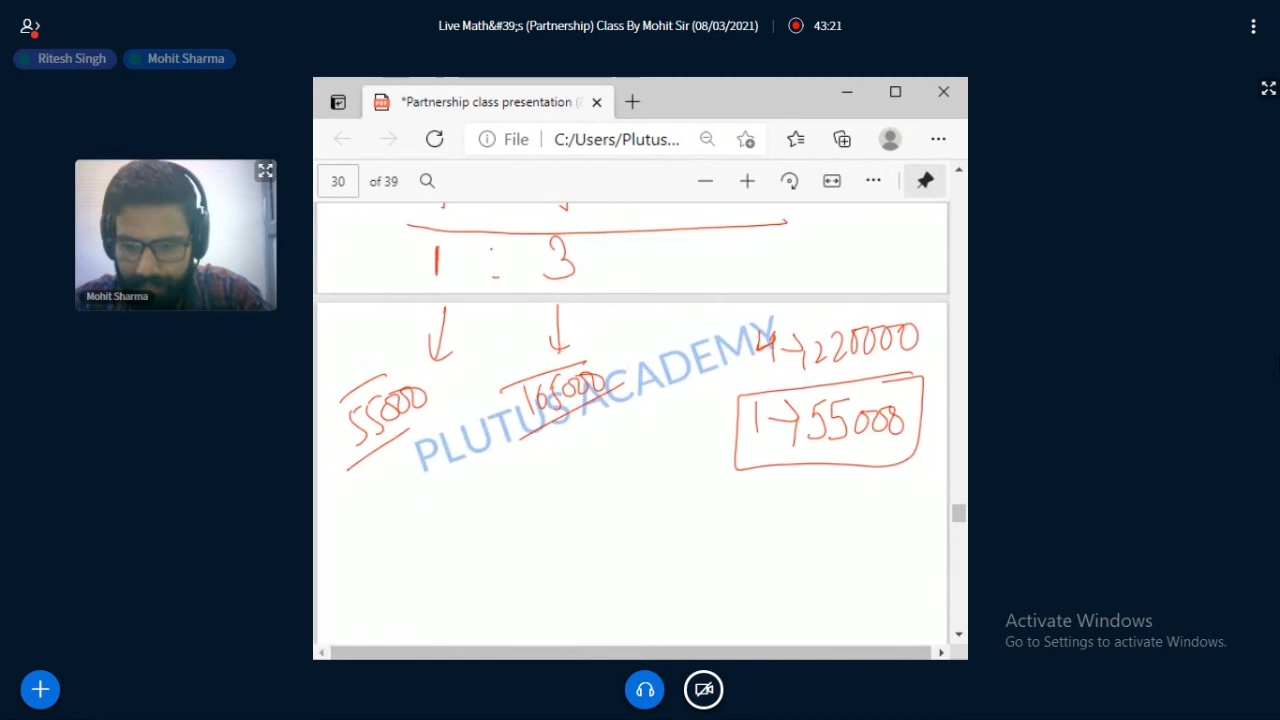 Live Math&#39;s (Partnership) Class By Mohit Sir (08/03/2021) 43:21
Ritesh Singh Mohit Sharma
*Partnership class presentation (
File C:/Users/Plutus...
30 of 39
1 : 3
4→220000
55000 165000 1→55000
PLUTUS ACADEMY
Mohit Sharma
Activate Windows
Go to Settings to activate Windows.